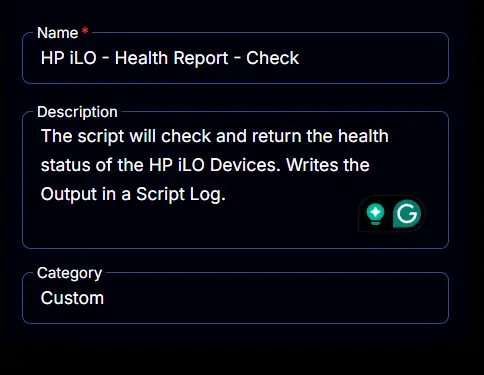 Name *
HP iLO - Health Report - Check
Description
The script will check and return the health
status of the HP iLO Devices. Writes the
Output in a Script Log.
Category
Custom